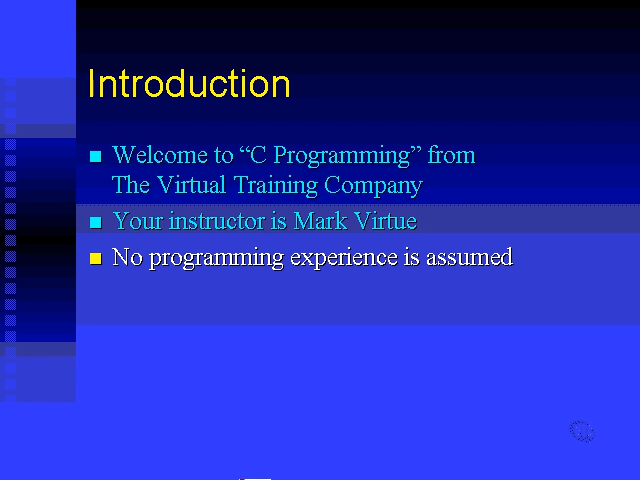 Introduction
Welcome to “C Programming” from
The Virtual Training Company
Your instructor is Mark Virtue
No programming experience is assumed